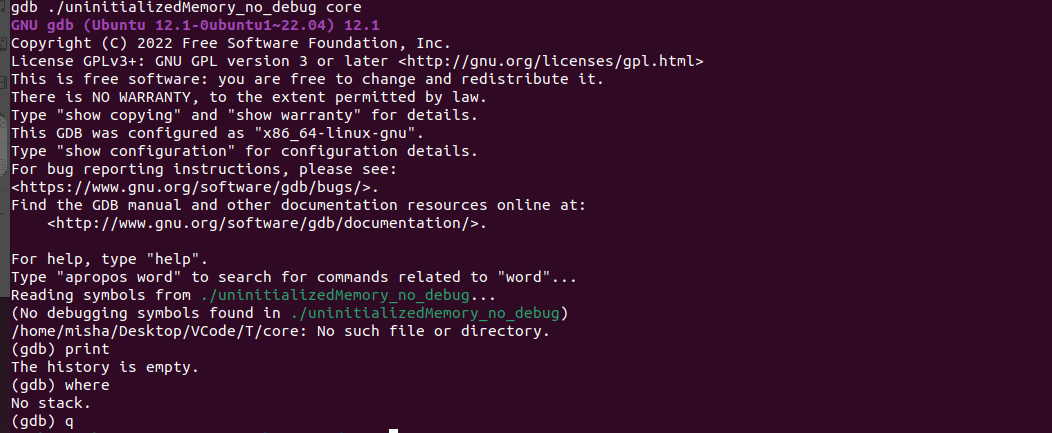 gdb ./uninitializedMemory_no_debug core
GNU gdb (Ubuntu 12.1-0ubuntu1~22.04) 12.1
Copyright (C) 2022 Free Software Foundation, Inc.
License GPLv3+: GNU GPL version 3 or later <http://gnu.org/licenses/gpl.html>
This is free software: you are free to change and redistribute it.
There is NO WARRANTY, to the extent permitted by law.
Type "show copying" and "show warranty" for details.
This GDB was configured as "x86_64-linux-gnu".
Type "show configuration" for configuration details.
For bug reporting instructions, please see:
<https://www.gnu.org/software/gdb/bugs/>.
Find the GDB manual and other documentation resources online at:
    <http://www.gnu.org/software/gdb/documentation/>.

For help, type "help".
Type "apropos word" to search for commands related to "word"...
Reading symbols from ./uninitializedMemory_no_debug...
(No debugging symbols found in ./uninitializedMemory_no_debug)
/home/misha/Desktop/VCode/T/core: No such file or directory.
(gdb) print
The history is empty.
(gdb) where
No stack.
(gdb) q